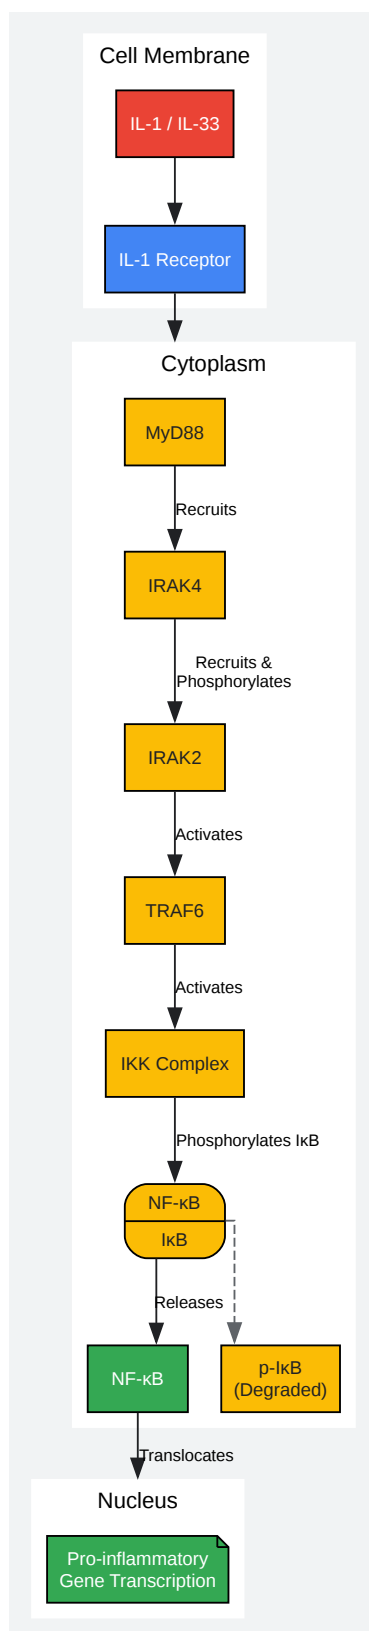 Cell Membrane
IL-1 / IL-33
IL-1 Receptor
Cytoplasm
MyD88
Recruits
IRAK4
Recruits &
Phosphorylates
IRAK2
Activates
TRAF6
Activates
IKK Complex
Phosphorylates IκB
NF-κB
IκB
Releases
NF-κB
p-IκB
(Degraded)
Translocates
Nucleus
Pro-inflammatory
Gene Transcription